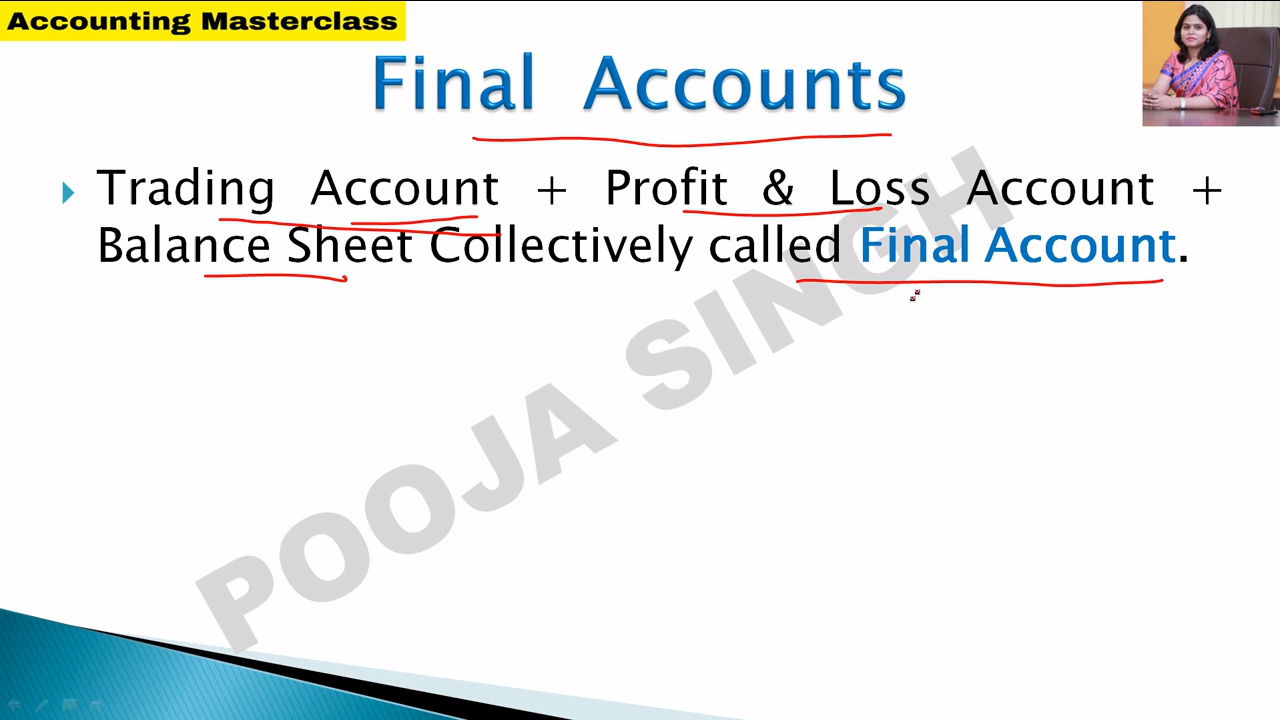 Accounting Masterclass
Final Accounts
Trading Account + Profit & Loss Account +
Balance Sheet Collectively called Final Account.
POOJA SINGH